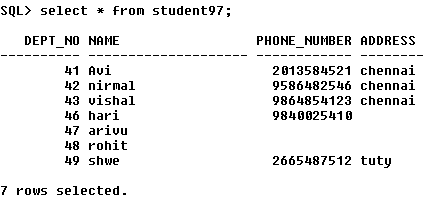 SQL> select * from student97;
DEPT_NO NAME PHONE_NUMBER ADDRESS
---------- -------------------- ------------ ----------
41 Avi 2013584521 chennai
42 nirmal 9586482546 chennai
43 vishal 9864854123 chennai
46 hari 9840025410
47 arivu
48 rohit
49 shwe 2665487512 tuty
7 rows selected.